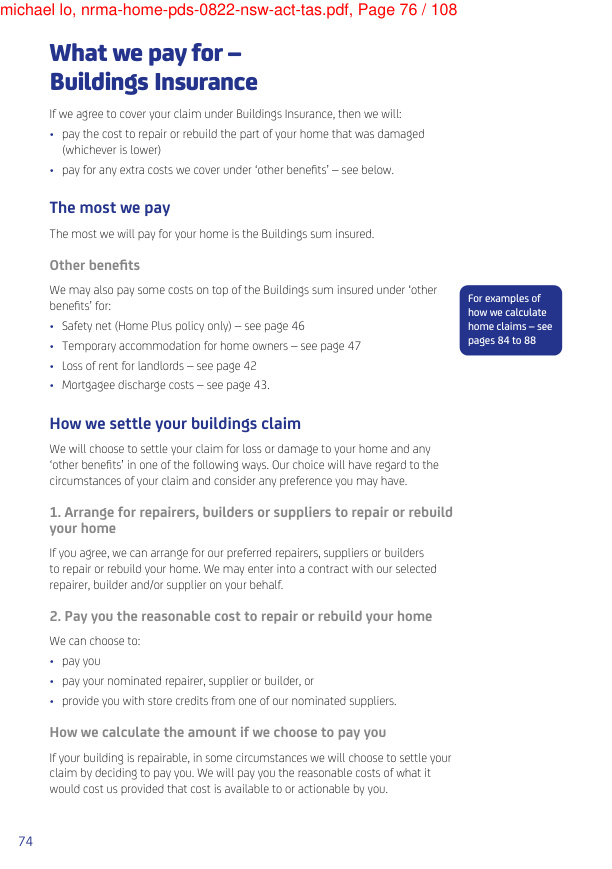 michael lo, nrma-home-pds-0822-nsw-act-tas.pdf, Page 76 / 108
What we pay for –
Buildings Insurance
If we agree to cover your claim under Buildings Insurance, then we will:
• pay the cost to repair or rebuild the part of your home that was damaged
(whichever is lower)
• pay for any extra costs we cover under ‘other benefits’ – see below.
The most we pay
The most we will pay for your home is the Buildings sum insured.
Other benefits
We may also pay some costs on top of the Buildings sum insured under ‘other
benefits’ for:
• Safety net (Home Plus policy only) – see page 46
• Temporary accommodation for home owners – see page 47
• Loss of rent for landlords – see page 42
• Mortgagee discharge costs – see page 43.
For examples of
how we calculate
home claims – see
pages 84 to 88
How we settle your buildings claim
We will choose to settle your claim for loss or damage to your home and any
‘other benefits’ in one of the following ways. Our choice will have regard to the
circumstances of your claim and consider any preference you may have.
1. Arrange for repairers, builders or suppliers to repair or rebuild
your home
If you agree, we can arrange for our preferred repairers, suppliers or builders
to repair or rebuild your home. We may enter into a contract with our selected
repairer, builder and/or supplier on your behalf.
2. Pay you the reasonable cost to repair or rebuild your home
We can choose to:
• pay you
• pay your nominated repairer, supplier or builder, or
• provide you with store credits from one of our nominated suppliers.
How we calculate the amount if we choose to pay you
If your building is repairable, in some circumstances we will choose to settle your
claim by deciding to pay you. We will pay you the reasonable costs of what it
would cost us provided that cost is available to or actionable by you.
74